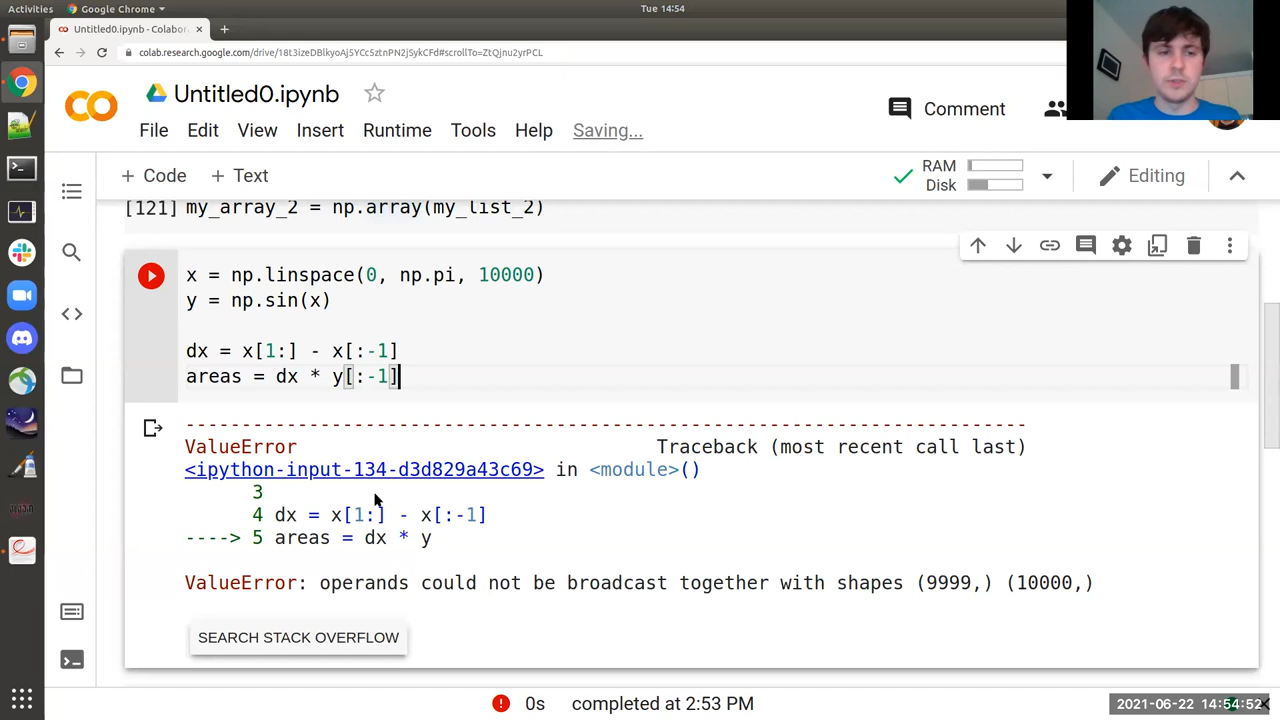 Activities Google Chrome Tue 14:54
Untitled0.ipynb - Colabor
colab.research.google.com/drive/18t3izeDBlkyoAj5YCc5ztnPN2jSykCFd#scrollTo=ZtQjnu2yrPCL
Untitled0.ipynb
Comment
File Edit View Insert Runtime Tools Help Saving...
+ Code + Text
RAM
Disk
Editing
[121] my_array_2 = np.array(my_list_2)
x = np.linspace(0, np.pi, 10000)
y = np.sin(x)
dx = x[1:] - x[:-1]
areas = dx * y[:-1]
---------------------------------------------------------------------------
ValueError Traceback (most recent call last)
<ipython-input-134-d3d829a43c69> in <module>()
3
4 dx = x[1:] - x[:-1]
----> 5 areas = dx * y
ValueError: operands could not be broadcast together with shapes (9999,) (10000,)
SEARCH STACK OVERFLOW
0s completed at 2:53 PM
2021-06-22 14:54:52